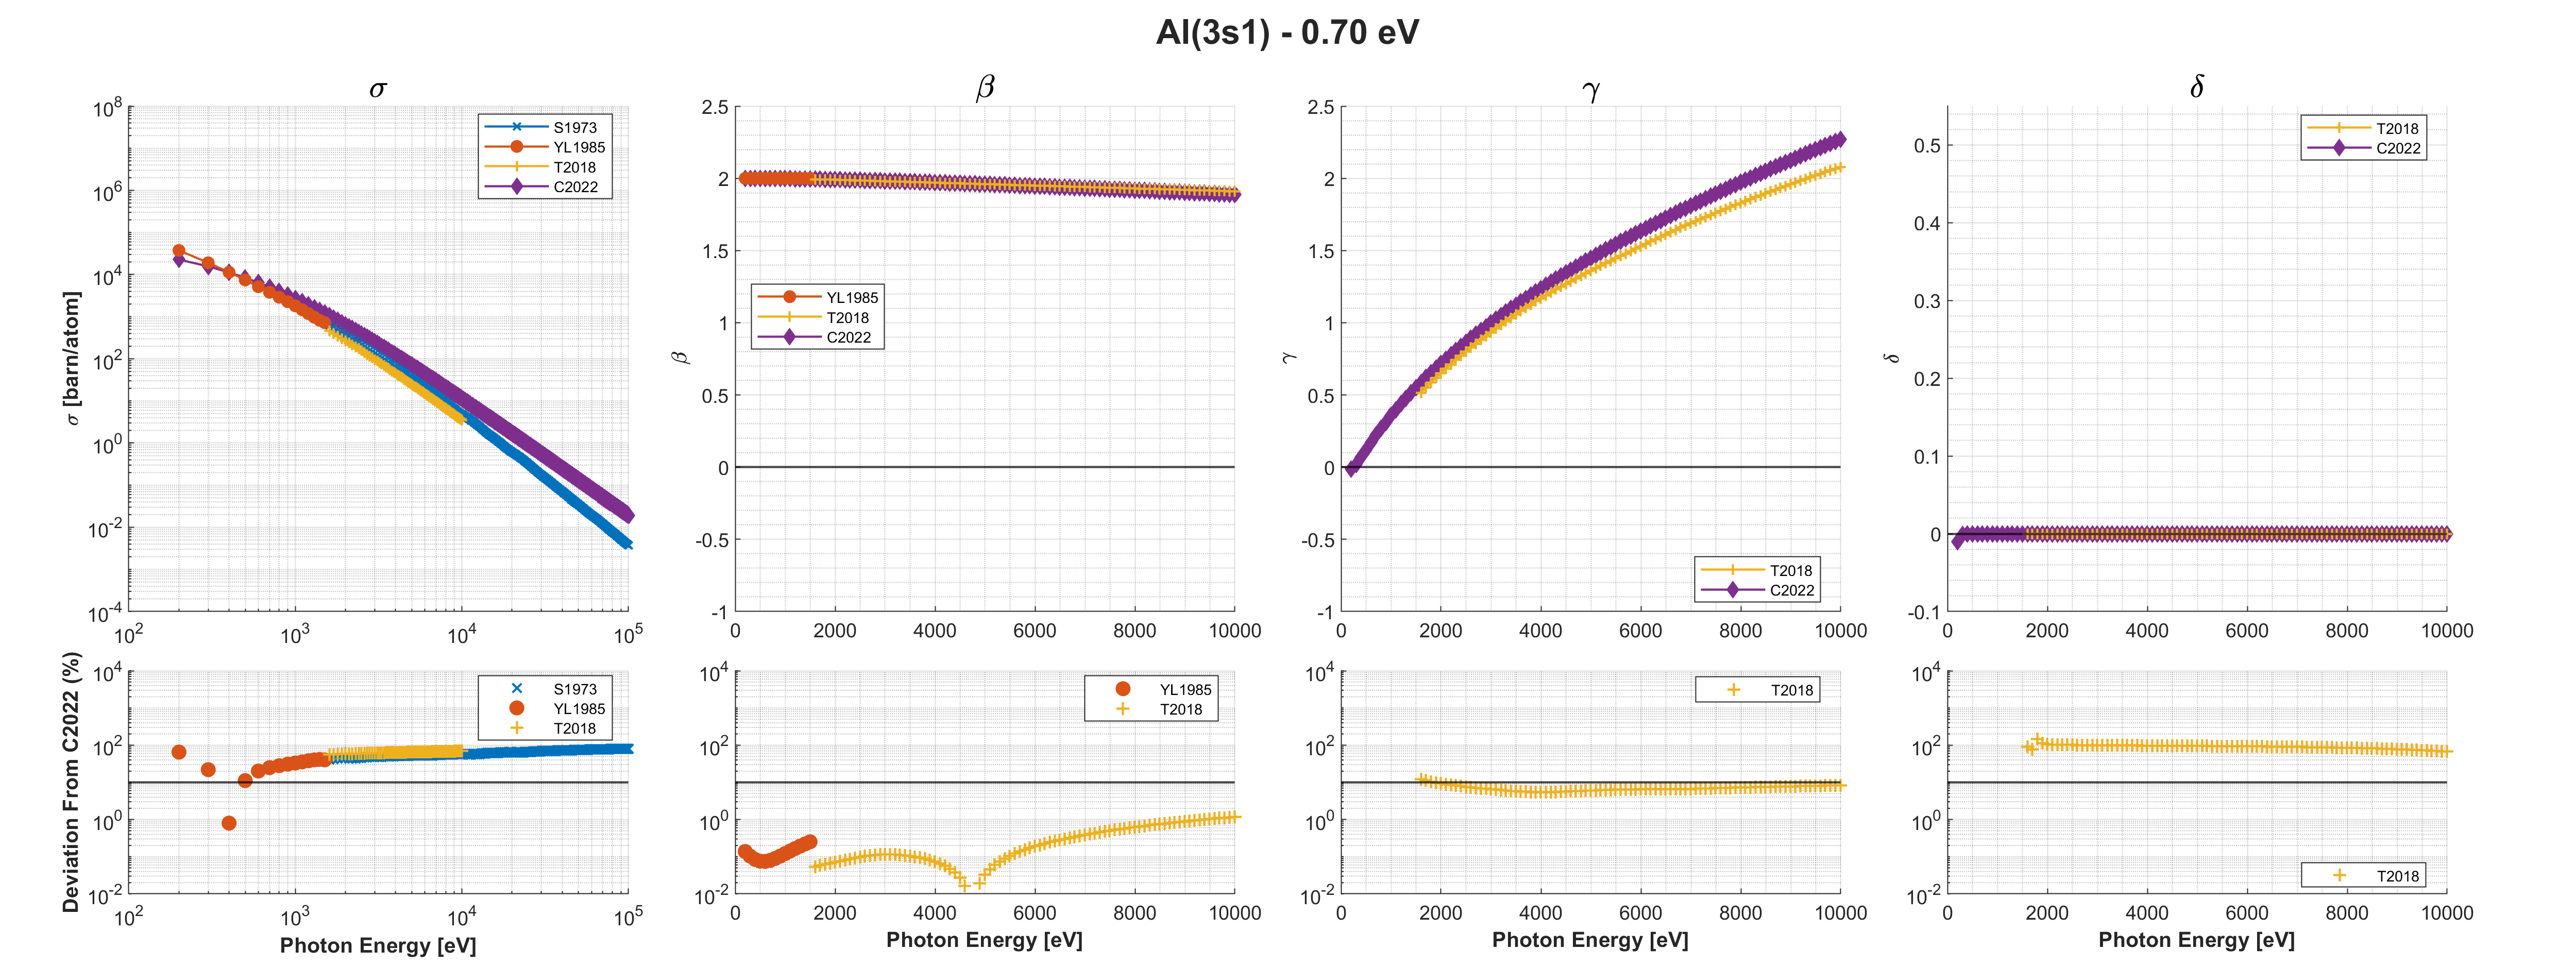 Al(3s1) - 0.70 eV
σ
σ [barn/atom]
10^8
10^6
10^4
10^2
10^0
10^-2
10^-4
10^2
10^3
10^4
10^5
S1973
YL1985
T2018
C2022
β
β
2.5
2
1.5
1
0.5
0
-0.5
-1
0
2000
4000
6000
8000
10000
YL1985
T2018
C2022
γ
γ
2.5
2
1.5
1
0.5
0
-0.5
-1
0
2000
4000
6000
8000
10000
T2018
C2022
δ
δ
0.5
0.4
0.3
0.2
0.1
0
-0.1
0
2000
4000
6000
8000
10000
T2018
C2022
Deviation From C2022 (%)
10^4
10^2
10^0
10^-2
10^2
10^3
10^4
10^5
S1973
YL1985
T2018
Photon Energy [eV]
10^4
10^2
10^0
10^-2
0
2000
4000
6000
8000
10000
YL1985
T2018
Photon Energy [eV]
10^4
10^2
10^0
10^-2
0
2000
4000
6000
8000
10000
T2018
Photon Energy [eV]
10^4
10^2
10^0
10^-2
0
2000
4000
6000
8000
10000
T2018
Photon Energy [eV]